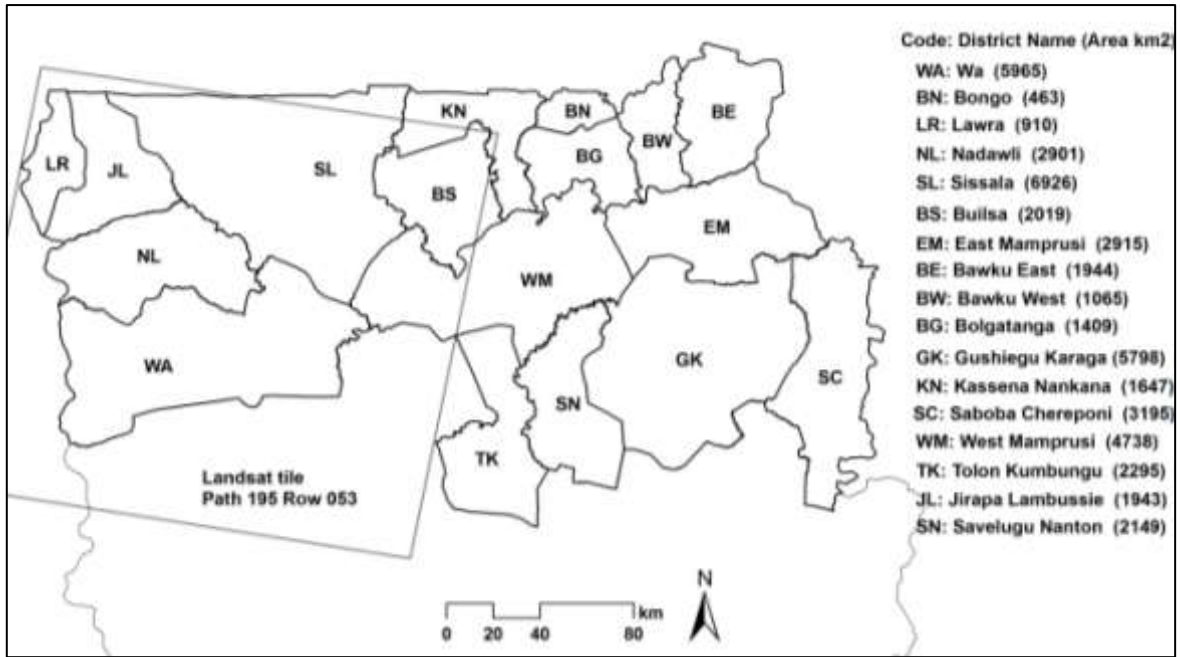 Code: District Name (Area km2)
WA: Wa (5965)
BN: Bongo (463)
LR: Lawra (910)
NL: Nadawli (2901)
SL: Sissala (6926)
BS: Builsa (2019)
EM: East Mamprusi (2915)
BE: Bawku East (1944)
BW: Bawku West (1065)
BG: Bolgatanga (1409)
GK: Gushiegu Karaga (5798)
KN: Kassena Nankana (1647)
SC: Saboba Chereponi (3195)
WM: West Mamprusi (4738)
TK: Tolon Kumbungu (2295)
JL: Jirapa Lambussie (1943)
SN: Savelugu Nanton (2149)
KN
BN
BE
BW
LR
JL
SL
BG
BS
EM
NL
WM
WA
GK
SC
SN
TK
Landsat tile
Path 195 Row 053
N
km
0 20 40 80